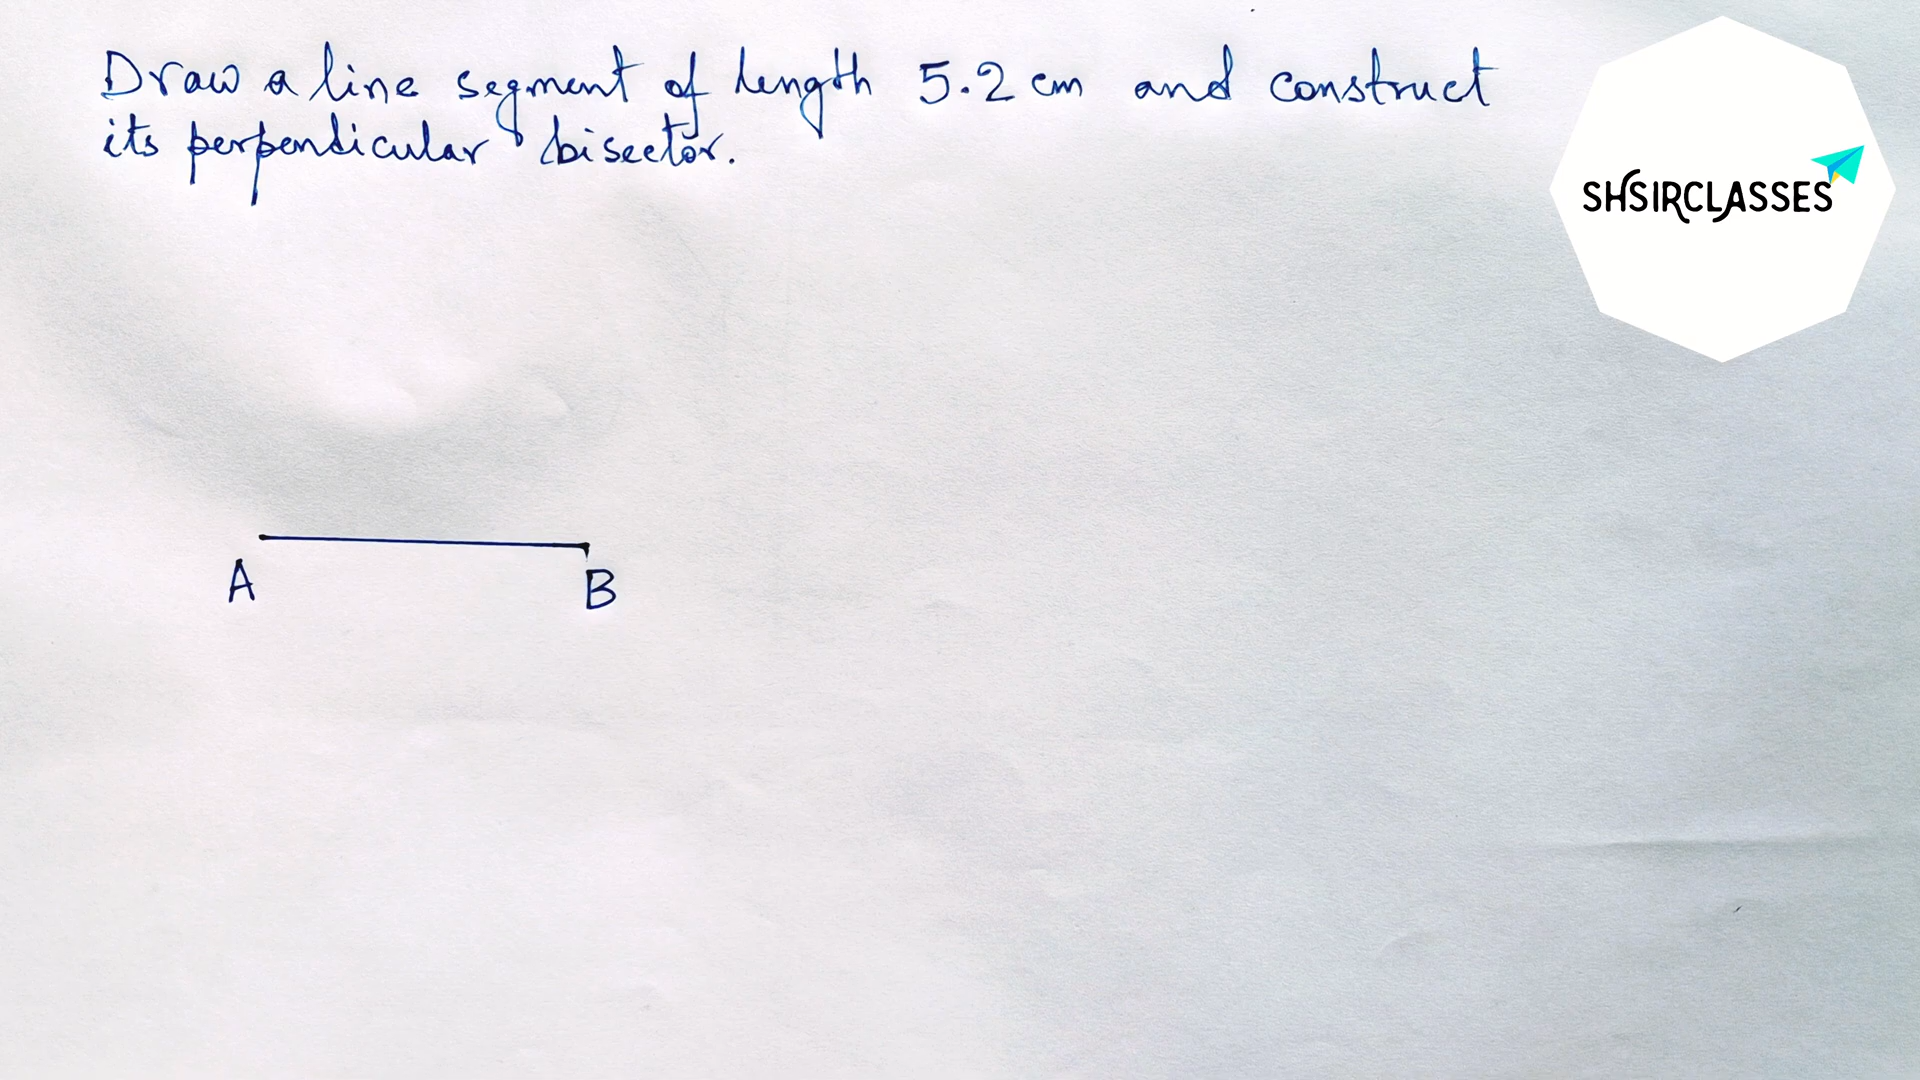 Draw a line segment of length 5.2 cm and construct
its perpendicular bisector.
SHSIRCLASSES
A
B